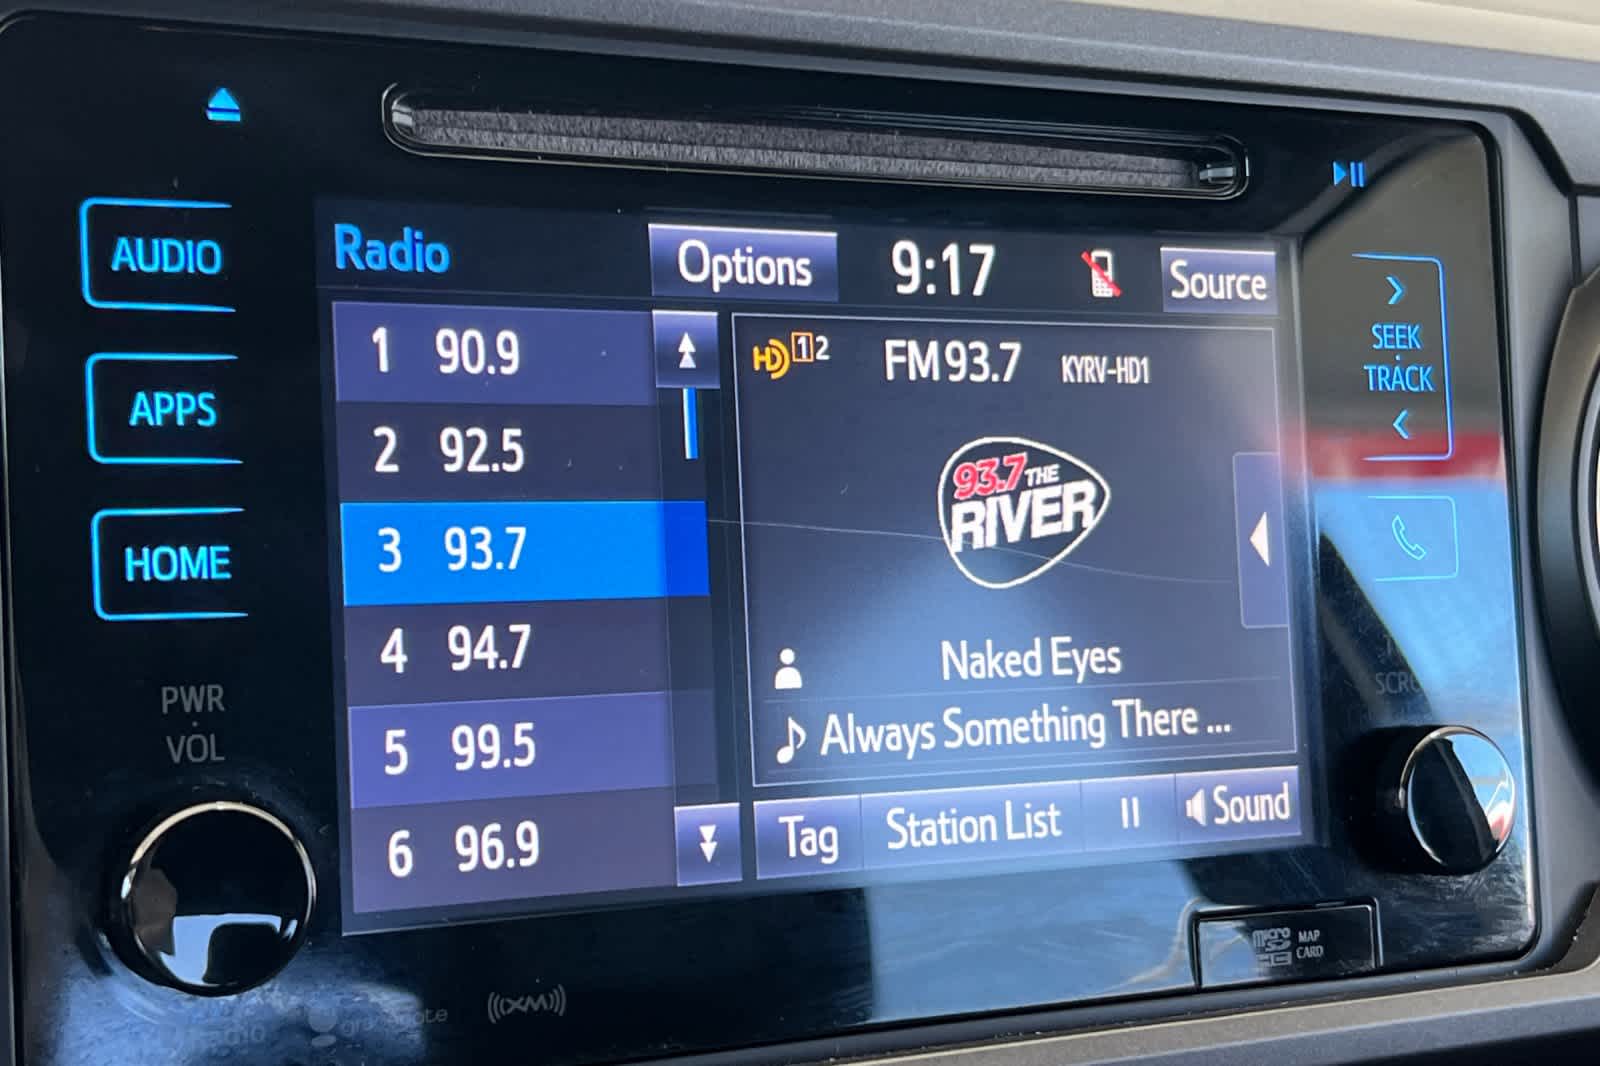 AUDIO
APPS
HOME
PWR
VOL
Radio
Options
9:17
Source
1 90.9
2 92.5
3 93.7
4 94.7
5 99.5
6 96.9
HD 1 2
FM 93.7
KYRV-HD1
93.7 THE
RIVER
Naked Eyes
Always Something There ...
Tag
Station List
Sound
SEEK
TRACK
micro
SD
HC
MAP
CARD
gracenote
((XM))